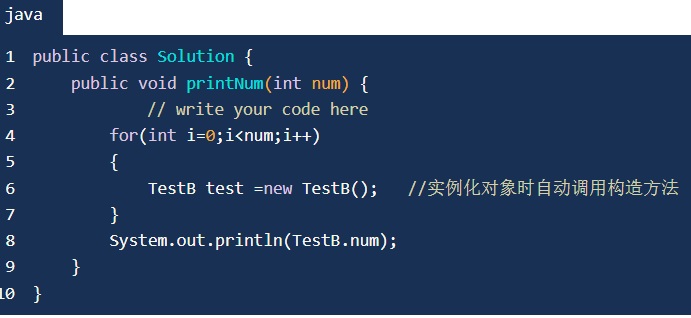 java
1 public class Solution {
2 public void printNum(int num) {
3 // write your code here
4 for(int i=0;i<num;i++)
5 {
6 TestB test =new TestB(); //实例化对象时自动调用构造方法
7 }
8 System.out.println(TestB.num);
9 }
10 }